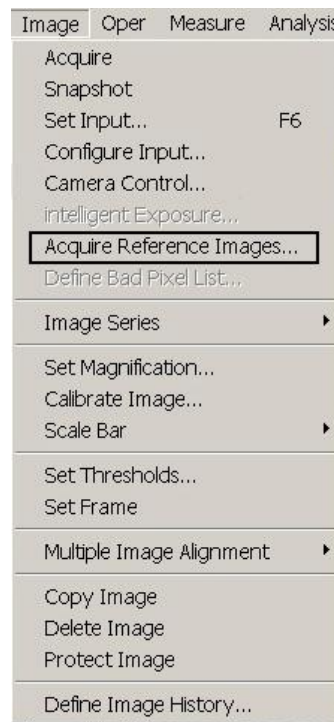 Image Oper Measure Analysis
Acquire
Snapshot
Set Input... F6
Configure Input...
Camera Control...
intelligent Exposure...
Acquire Reference Images...
Define Bad Pixel List...
Image Series
Set Magnification...
Calibrate Image...
Scale Bar
Set Thresholds...
Set Frame
Multiple Image Alignment
Copy Image
Delete Image
Protect Image
Define Image History...